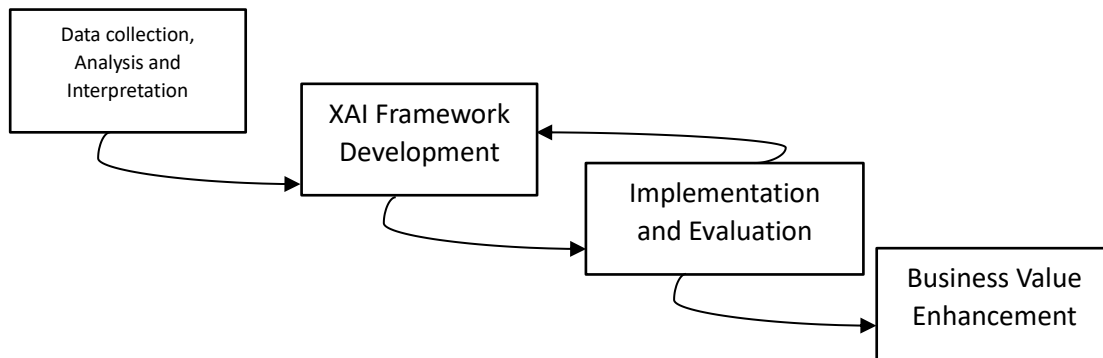 Data collection,
Analysis and
Interpretation
XAI Framework
Development
Implementation
and Evaluation
Business Value
Enhancement